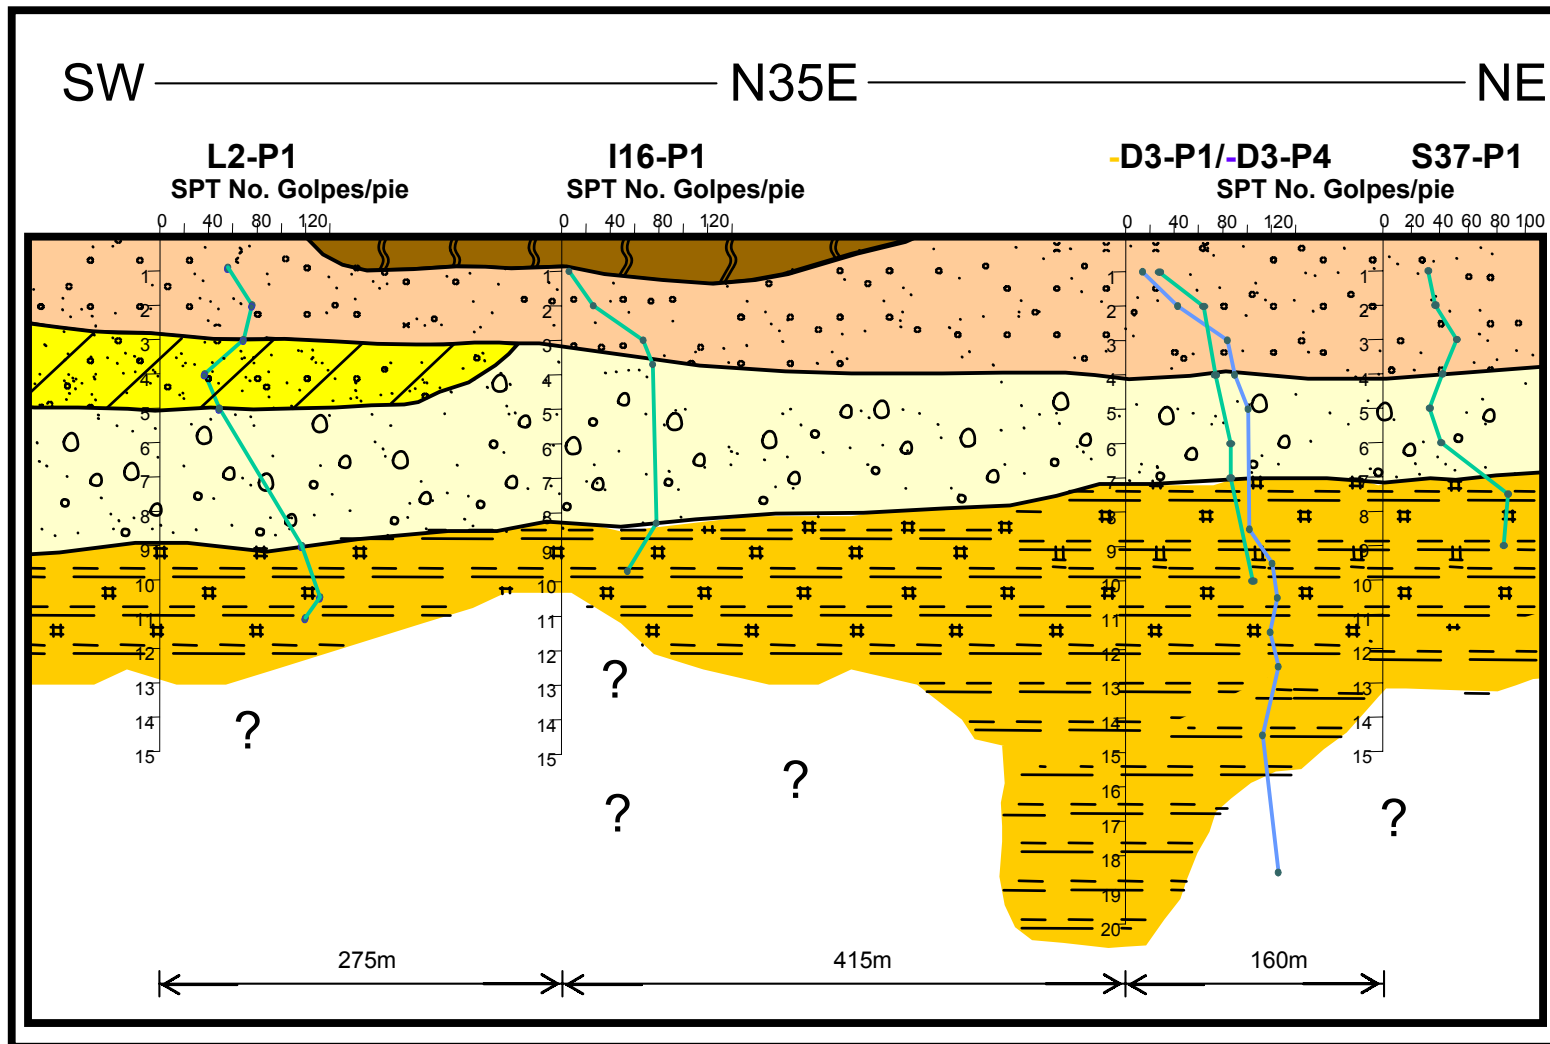 SW N35E NE
L2-P1 I16-P1 -D3-P1/-D3-P4 S37-P1
SPT No. Golpes/pie SPT No. Golpes/pie SPT No. Golpes/pie
0 40 80 120 0 40 80 120 0 40 80 120 0 20 40 60 80 100
1 1 1 1
2 2 2 2
3 3 3 3
4 4 4 4
5 5 5 5
6 6 6 6
7 7 7 7
8 8 8 8
9 9 9 9
10 10 10 10
11 11 11 11
12 12 12 12
?
13 13 13 13
14 14 14 14
?
15 15 15 15
?
16
? ?
17
18
19
20
275m 415m 160m